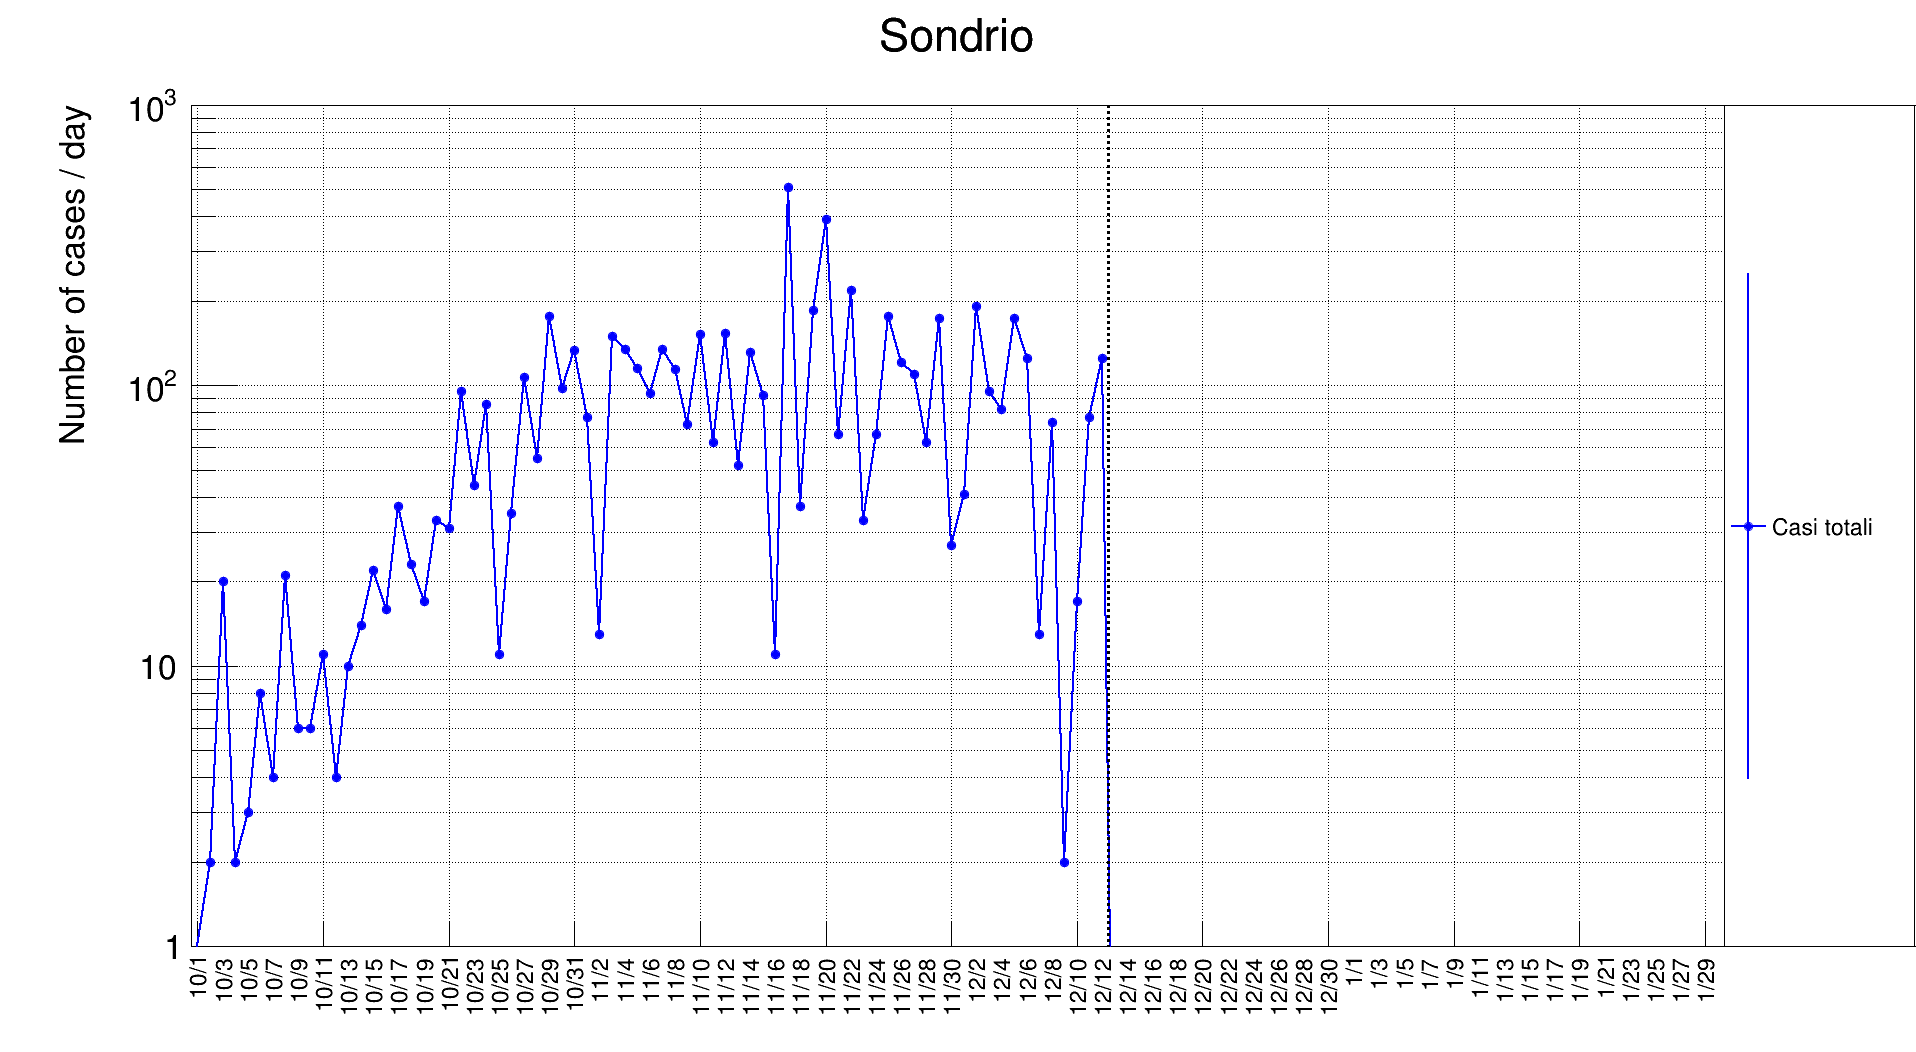 Sondrio
Number of cases / day
10³
10²
10
1
10/1 10/3 10/5 10/7 10/9 10/11 10/13 10/15 10/17 10/19 10/21 10/23 10/25 10/27 10/29 10/31 11/2 11/4 11/6 11/8 11/10 11/12 11/14 11/16 11/18 11/20 11/22 11/24 11/26 11/28 11/30 12/2 12/4 12/6 12/8 12/10 12/12 12/14 12/16 12/18 12/20 12/22 12/24 12/26 12/28 12/30 1/1 1/3 1/5 1/7 1/9 1/11 1/13 1/15 1/17 1/19 1/21 1/23 1/25 1/27 1/29
Casi totali